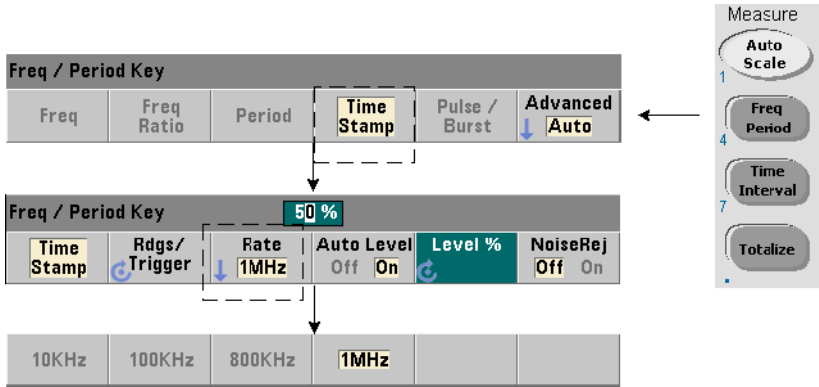 Measure
Auto
Scale
1
Freq / Period Key
Freq
Freq
Ratio
Period
Time
Stamp
Pulse /
Burst
Advanced
Auto
Freq
Period
4
Time
Interval
7
Freq / Period Key
50 %
Time
Stamp
Rdgs/
Trigger
Rate
1MHz
Auto Level
Off On
Level %
NoiseRej
Off On
Totalize
.
10KHz
100KHz
800KHz
1MHz